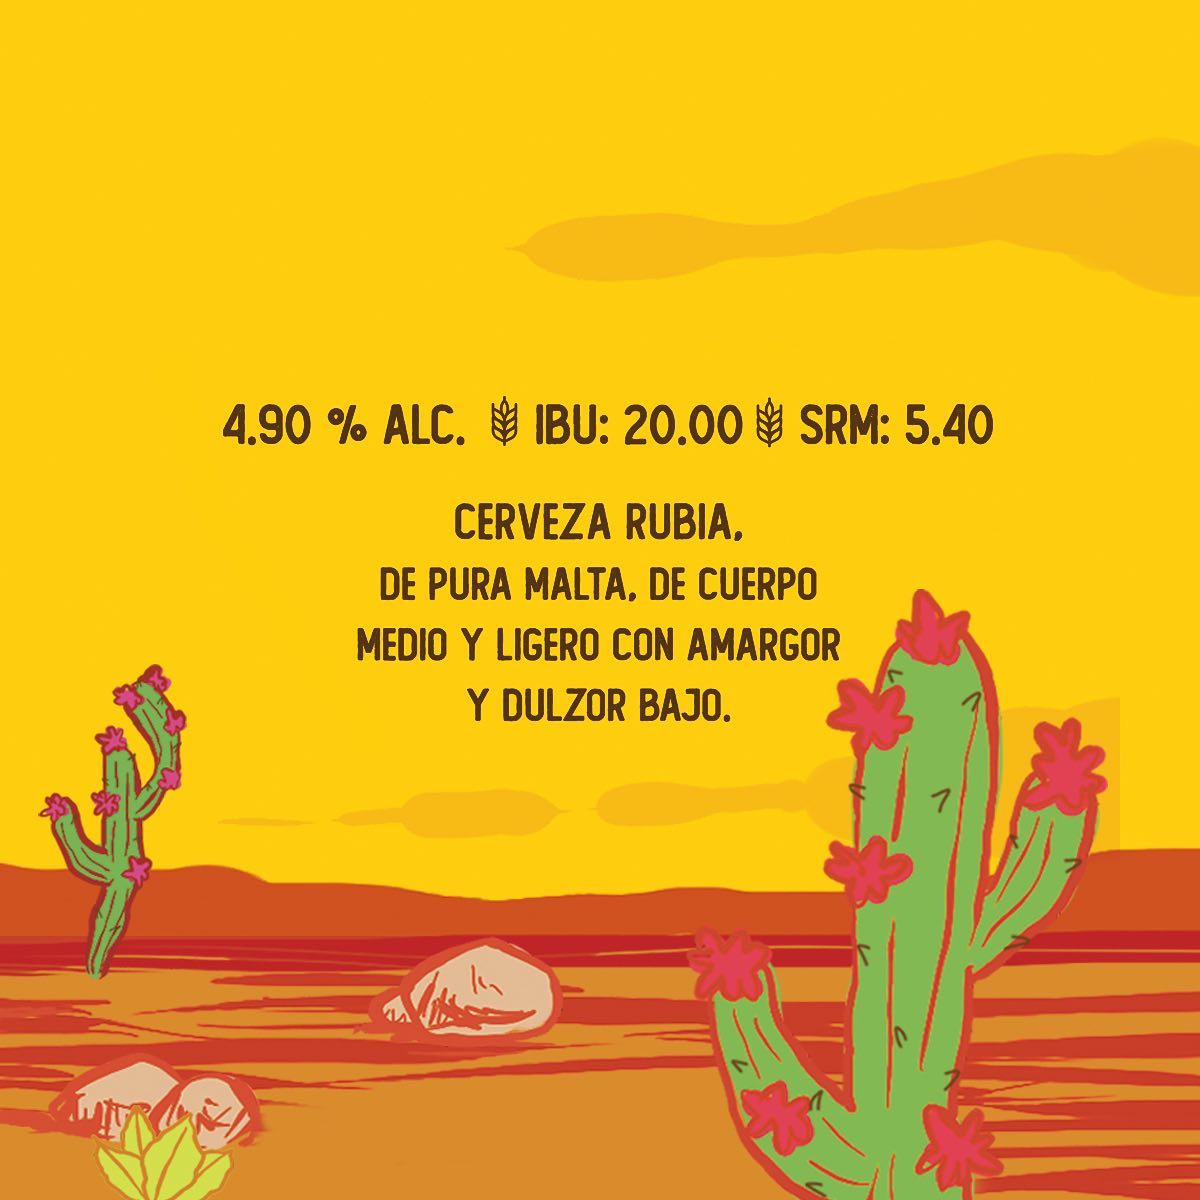 4.90 % ALC. IBU: 20.00 SRM: 5.40
CERVEZA RUBIA,
DE PURA MALTA, DE CUERPO
MEDIO Y LIGERO CON AMARGOR
Y DULZOR BAJO.